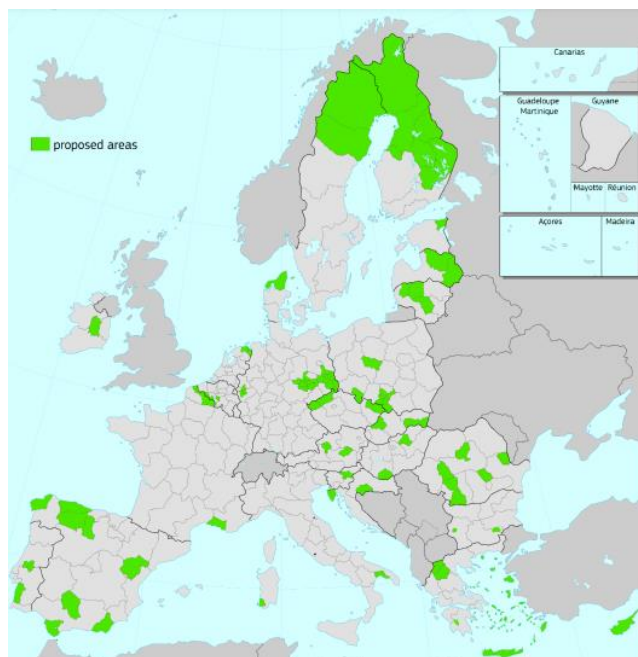 Canarias
Guadeloupe
Martinique
Guyane
proposed areas
Mayotte
Réunion
Açores
Madeira